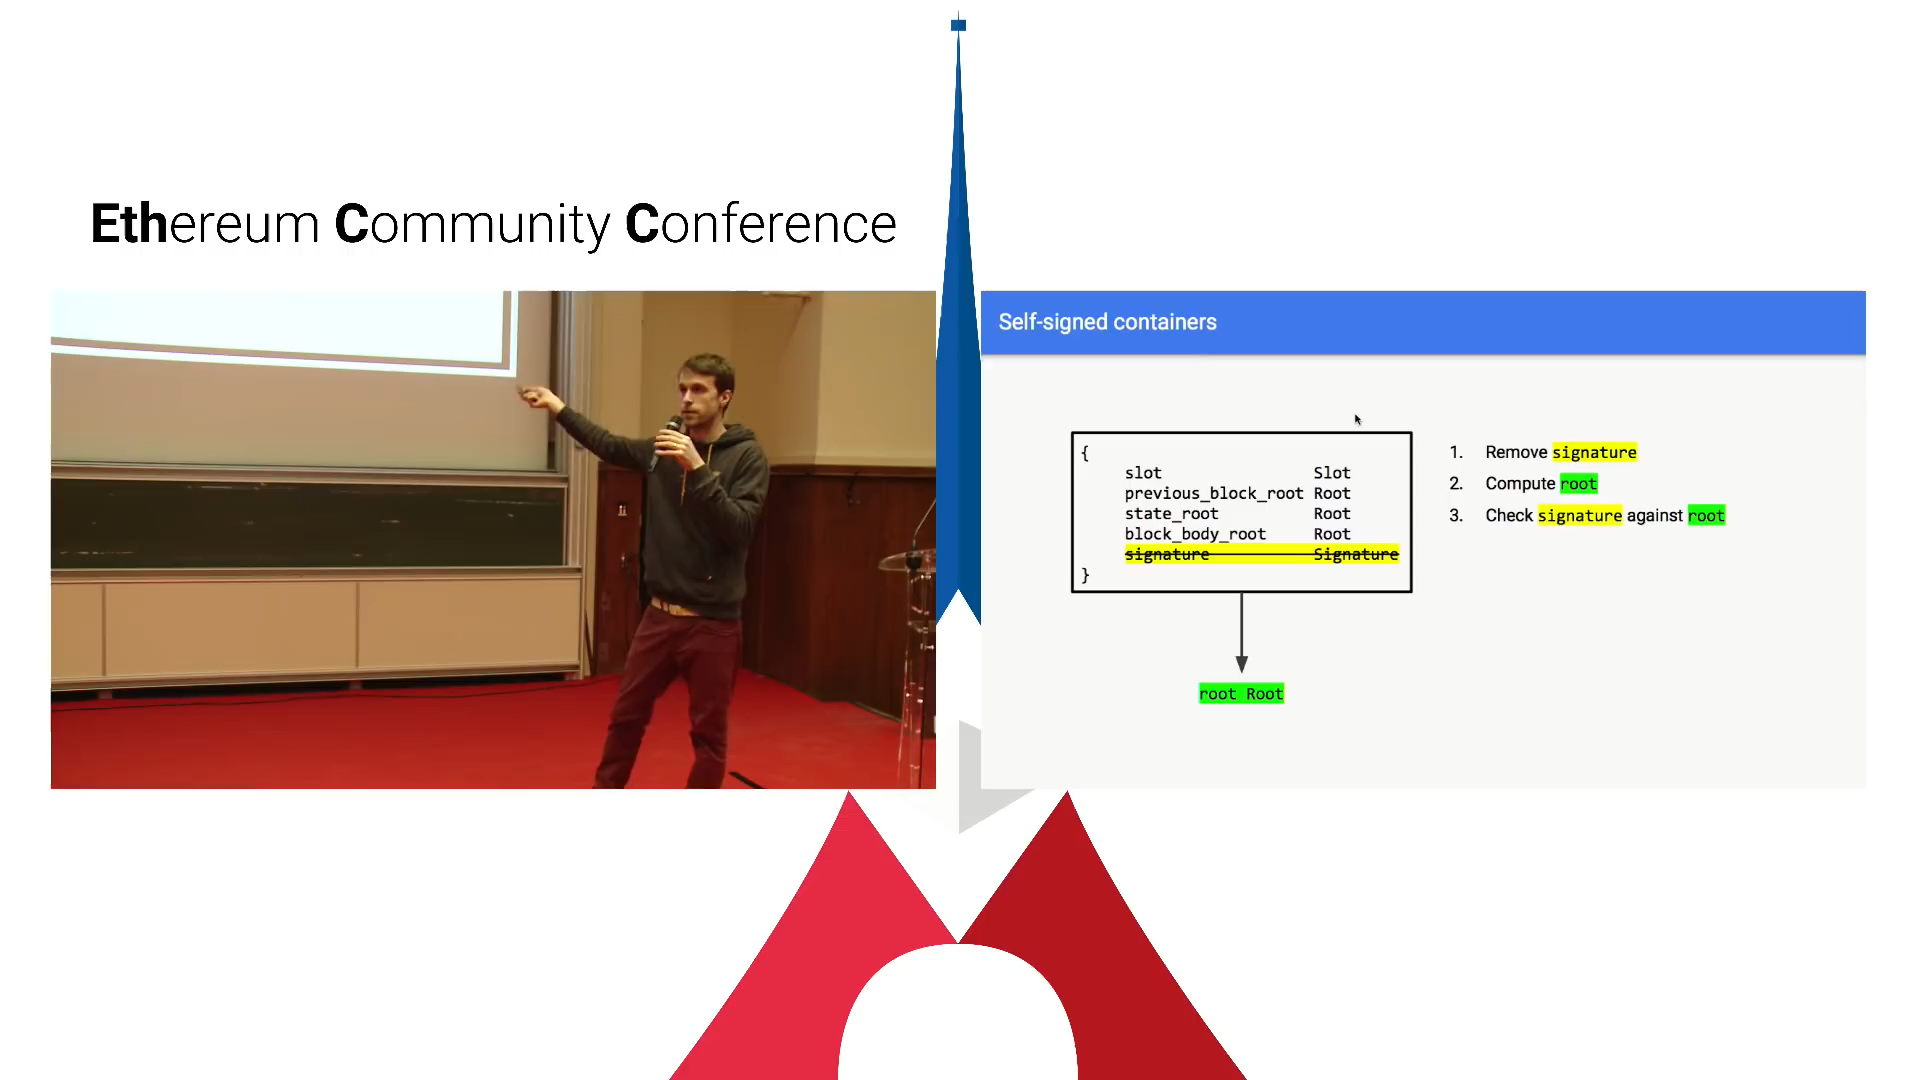 Ethereum Community Conference
Self-signed containers
{
slot Slot
previous_block_root Root
state_root Root
block_body_root Root
signature Signature
}
root Root
1. Remove signature
2. Compute root
3. Check signature against root